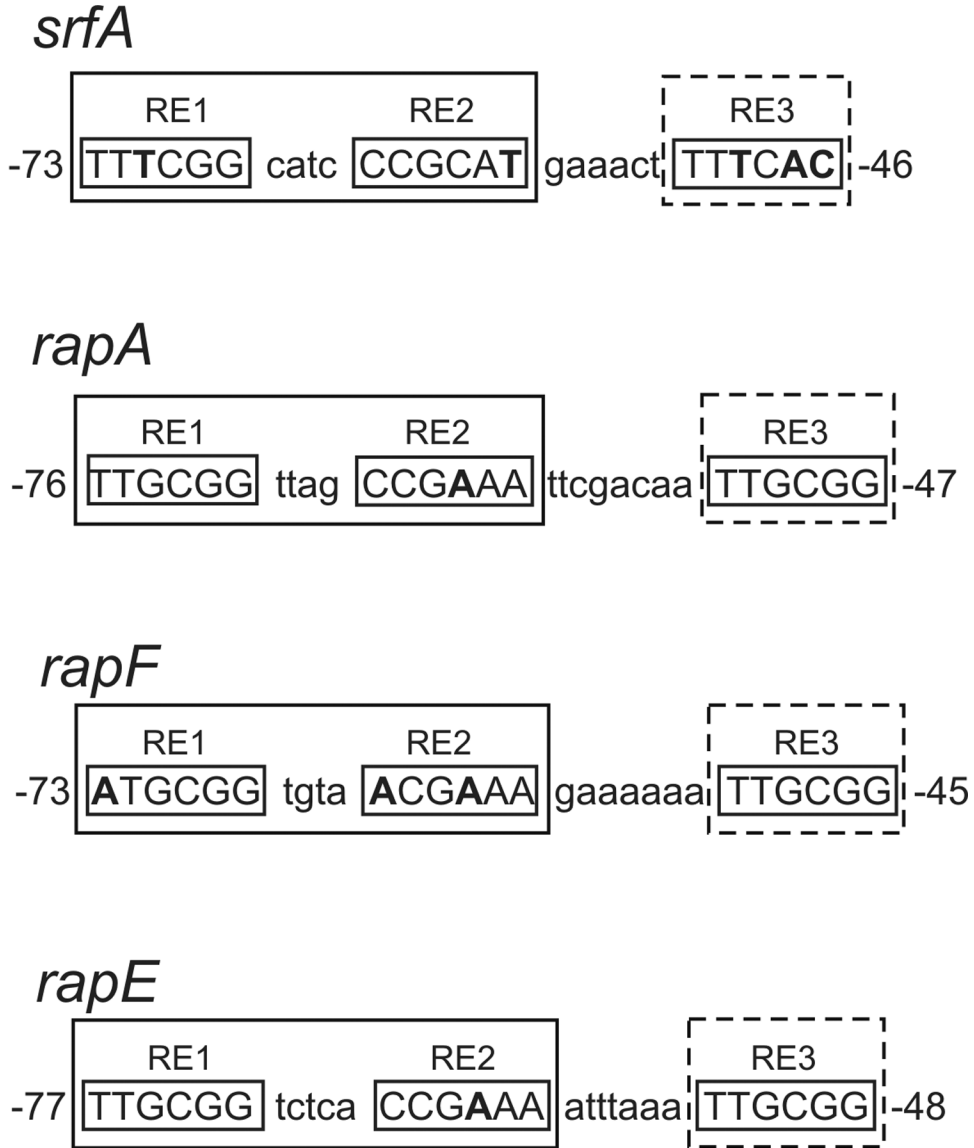 srfA
RE1 RE2 RE3
-73 TTTCGG catc CCGCAT gaaact TTTCAC -46
rapA
RE1 RE2 RE3
-76 TTGCGG ttag CCGAAA ttcgacaa TTGCGG -47
rapF
RE1 RE2 RE3
-73 ATGCGG tgta ACGAAA gaaaaaa TTGCGG -45
rapE
RE1 RE2 RE3
-77 TTGCGG tctca CCGAAA atttaaa TTGCGG -48